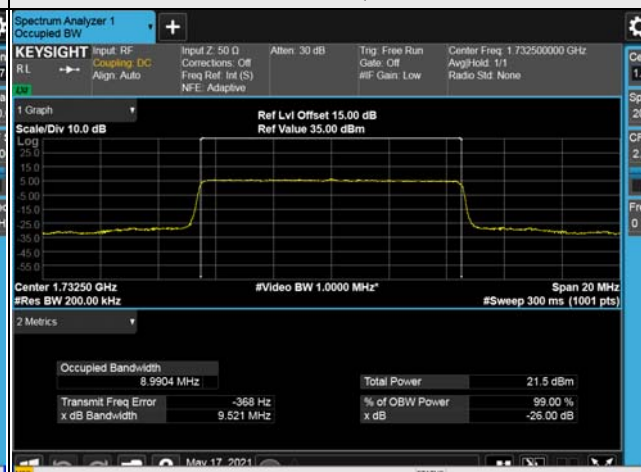 Spectrum Analyzer 1
Occupied BW
KEYSIGHT
RL
Input: RF
Coupling: DC
Align: Auto
Input Z: 50 Ω
Corrections: Off
Freq Ref: Int (S)
NFE: Adaptive
Atten: 30 dB
Trig: Free Run
Gate: Off
#IF Gain: Low
Center Freq: 1.732500000 GHz
Avg|Hold: 1/1
Radio Std: None
1 Graph
Scale/Div 10.0 dB
Ref Lvl Offset 15.00 dB
Ref Value 35.00 dBm
Log
25.0
15.0
5.00
-5.00
-15.0
-25.0
-35.0
-45.0
-55.0
Center 1.73250 GHz
#Res BW 200.00 kHz
#Video BW 1.0000 MHz*
Span 20 MHz
#Sweep 300 ms (1001 pts)
2 Metrics
Occupied Bandwidth
8.9904 MHz
Total Power 21.5 dBm
Transmit Freq Error -368 Hz
% of OBW Power 99.00 %
x dB Bandwidth 9.521 MHz
x dB -26.00 dB
May 17, 2021